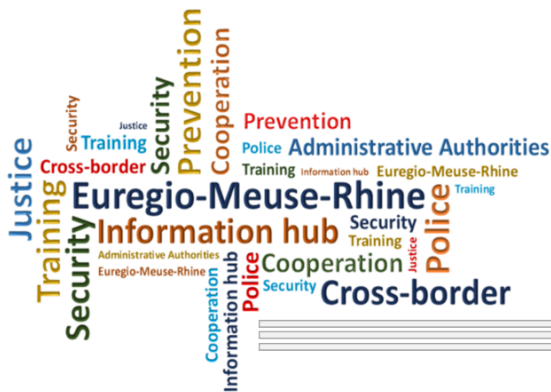 Prevention
Cooperation
Security
Security
Justice
Training
Prevention
Police
Administrative Authorities
Justice
Cross-border
Training
Information hub
Euregio-Meuse-Rhine
Training
Euregio-Meuse-Rhine
Training
Security
Police
Security
Information hub
Training
Justice
Administrative Authorities
Euregio-Meuse-Rhine
Cooperation
Information hub
Police
Cooperation
Security
Cross-border